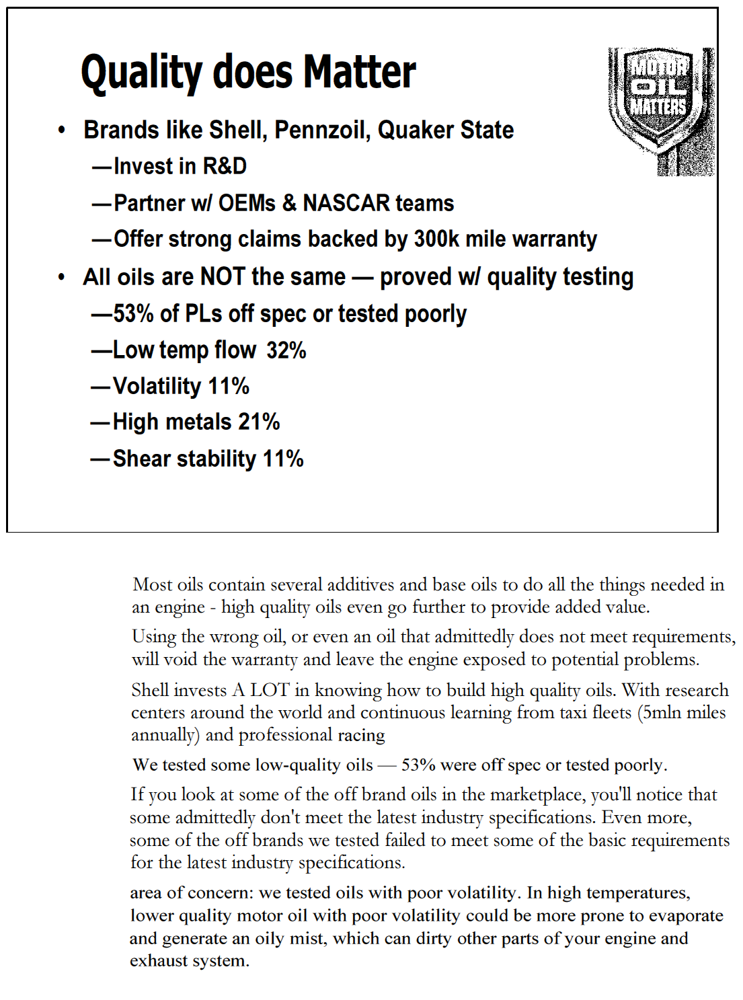 Quality does Matter
MOTOR
OIL
MATTERS
• Brands like Shell, Pennzoil, Quaker State
—Invest in R&D
—Partner w/ OEMs & NASCAR teams
—Offer strong claims backed by 300k mile warranty
• All oils are NOT the same — proved w/ quality testing
—53% of PLs off spec or tested poorly
—Low temp flow 32%
—Volatility 11%
—High metals 21%
—Shear stability 11%
Most oils contain several additives and base oils to do all the things needed in
an engine - high quality oils even go further to provide added value.
Using the wrong oil, or even an oil that admittedly does not meet requirements,
will void the warranty and leave the engine exposed to potential problems.
Shell invests A LOT in knowing how to build high quality oils. With research
centers around the world and continuous learning from taxi fleets (5mln miles
annually) and professional racing
We tested some low-quality oils — 53% were off spec or tested poorly.
If you look at some of the off brand oils in the marketplace, you'll notice that
some admittedly don't meet the latest industry specifications. Even more,
some of the off brands we tested failed to meet some of the basic requirements
for the latest industry specifications.
area of concern: we tested oils with poor volatility. In high temperatures,
lower quality motor oil with poor volatility could be more prone to evaporate
and generate an oily mist, which can dirty other parts of your engine and
exhaust system.